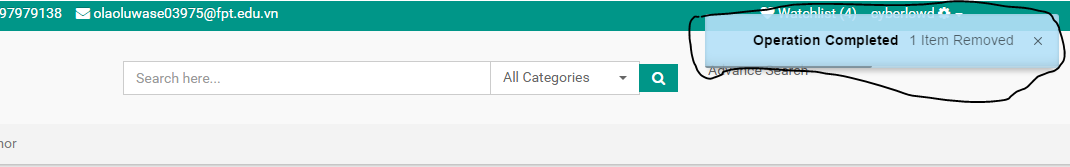 97979138 olaoluwase03975@fpt.edu.vn Watchlist (4) cyberlowd
Operation Completed 1 Item Removed ×
Search here... All Categories Advance Search
hor